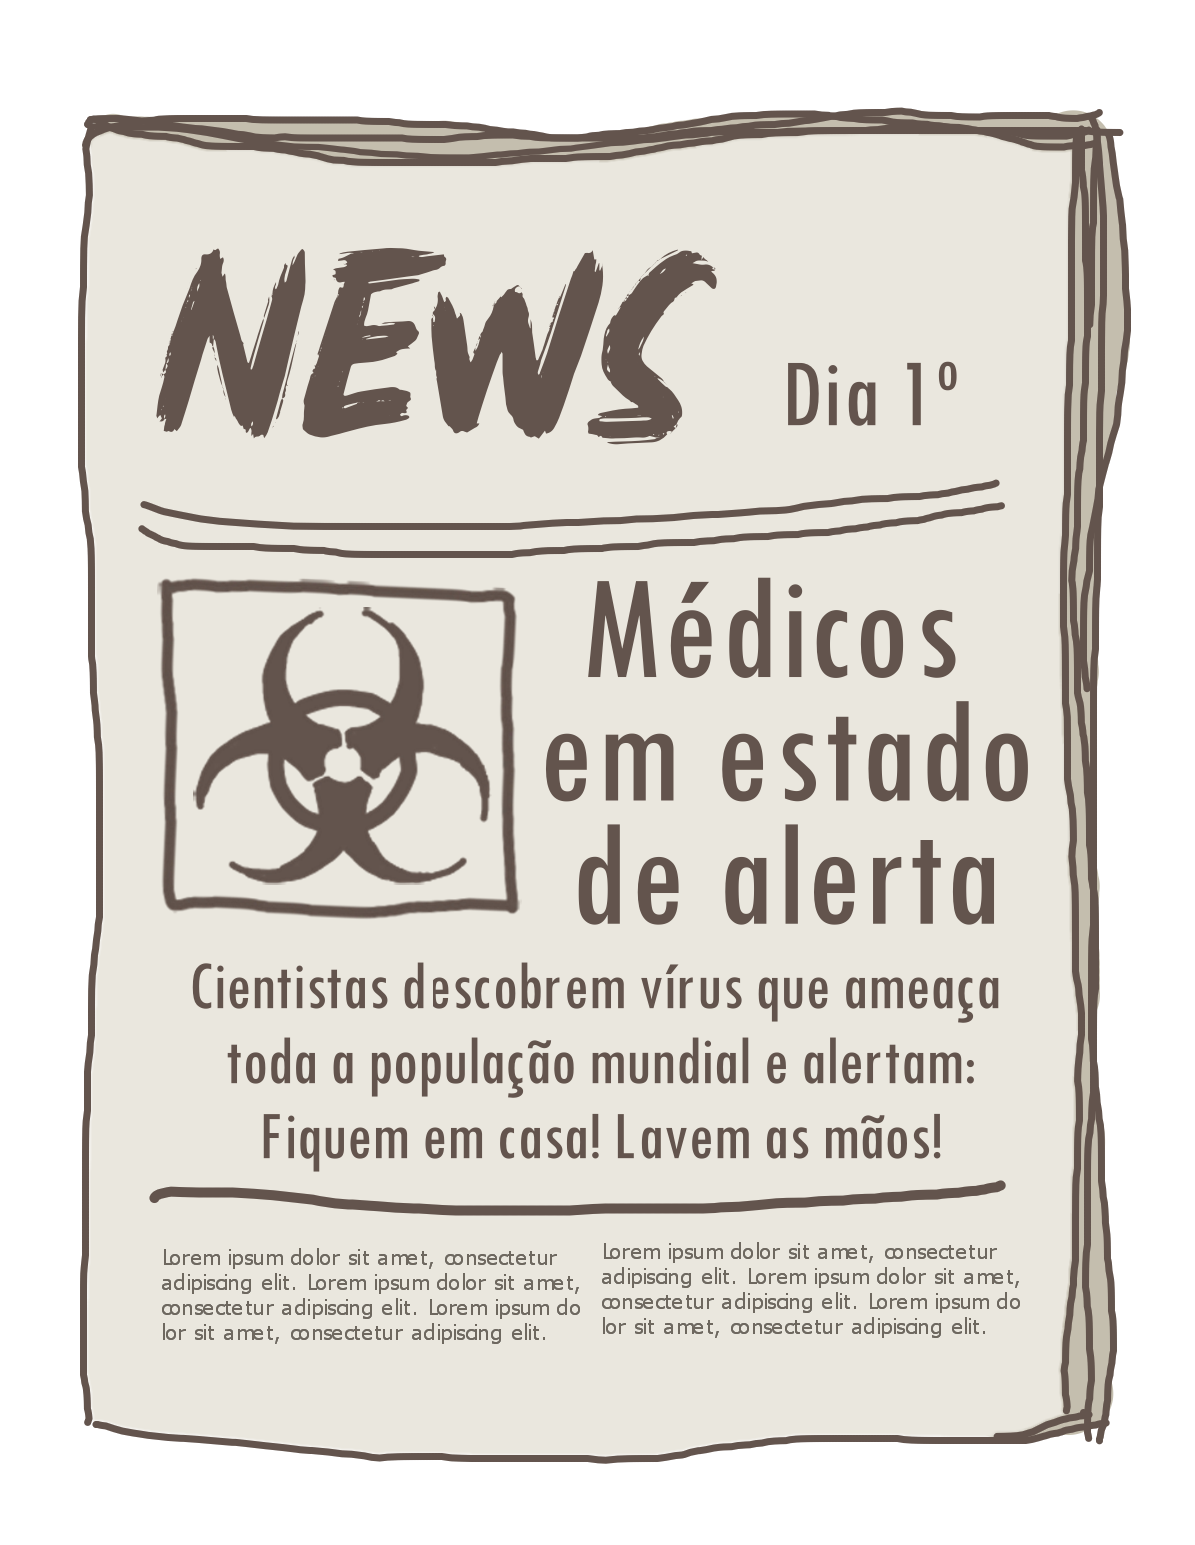 NEWS
Dia 1º
Médicos
em estado
de alerta
Cientistas descobrem vírus que ameaça
toda a população mundial e alertam:
Fiquem em casa! Lavem as mãos!
Lorem ipsum dolor sit amet, consectetur
adipiscing elit. Lorem ipsum dolor sit amet,
consectetur adipiscing elit. Lorem ipsum do
lor sit amet, consectetur adipiscing elit.
Lorem ipsum dolor sit amet, consectetur
adipiscing elit. Lorem ipsum dolor sit amet,
consectetur adipiscing elit. Lorem ipsum do
lor sit amet, consectetur adipiscing elit.